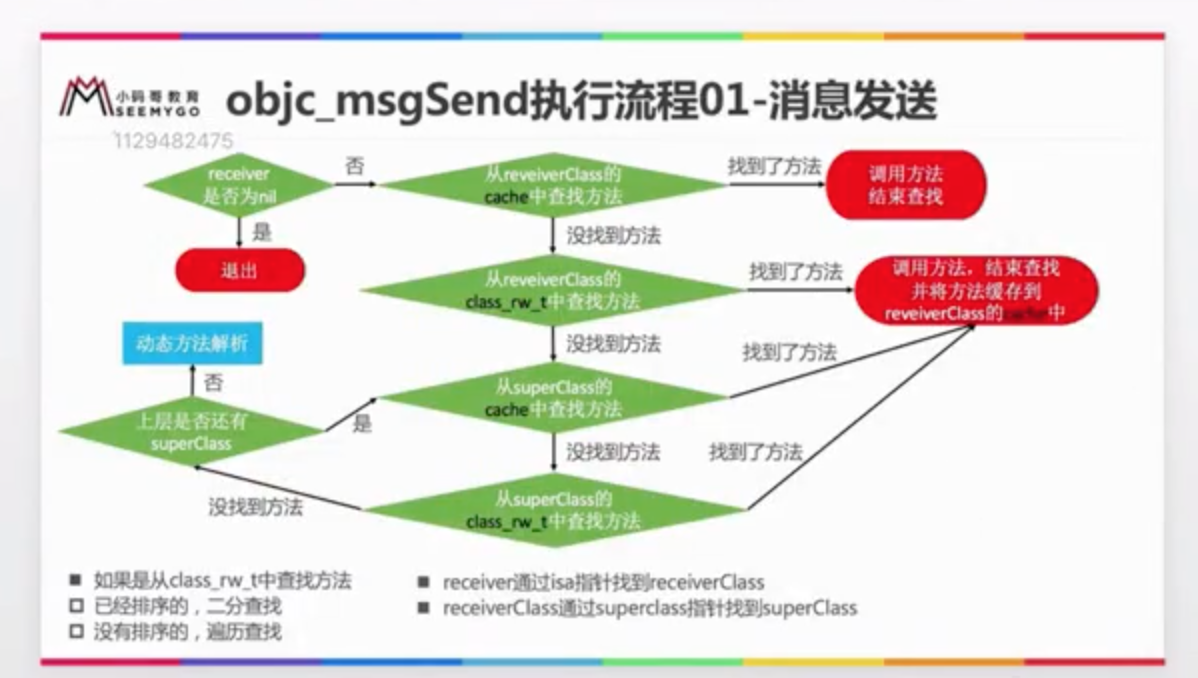 小码哥教育
SEEMYGO
objc_msgSend执行流程01-消息发送
1129482475
receiver
是否为nil
否
从reveiverClass的
cache中查找方法
找到了方法
调用方法
结束查找
是
没找到方法
退出
从reveiverClass的
class_rw_t中查找方法
找到了方法
调用方法，结束查找
并将方法缓存到
reveiverClass的cache中
动态方法解析
没找到方法
否
找到了方法
从superClass的
cache中查找方法
上层是否还有
superClass
是
没找到方法
找到了方法
没找到方法
从superClass的
class_rw_t中查找方法
■ 如果是从class_rw_t中查找方法
□ 已经排序的，二分查找
□ 没有排序的，遍历查找
■ receiver通过isa指针找到receiverClass
■ receiverClass通过superclass指针找到superClass